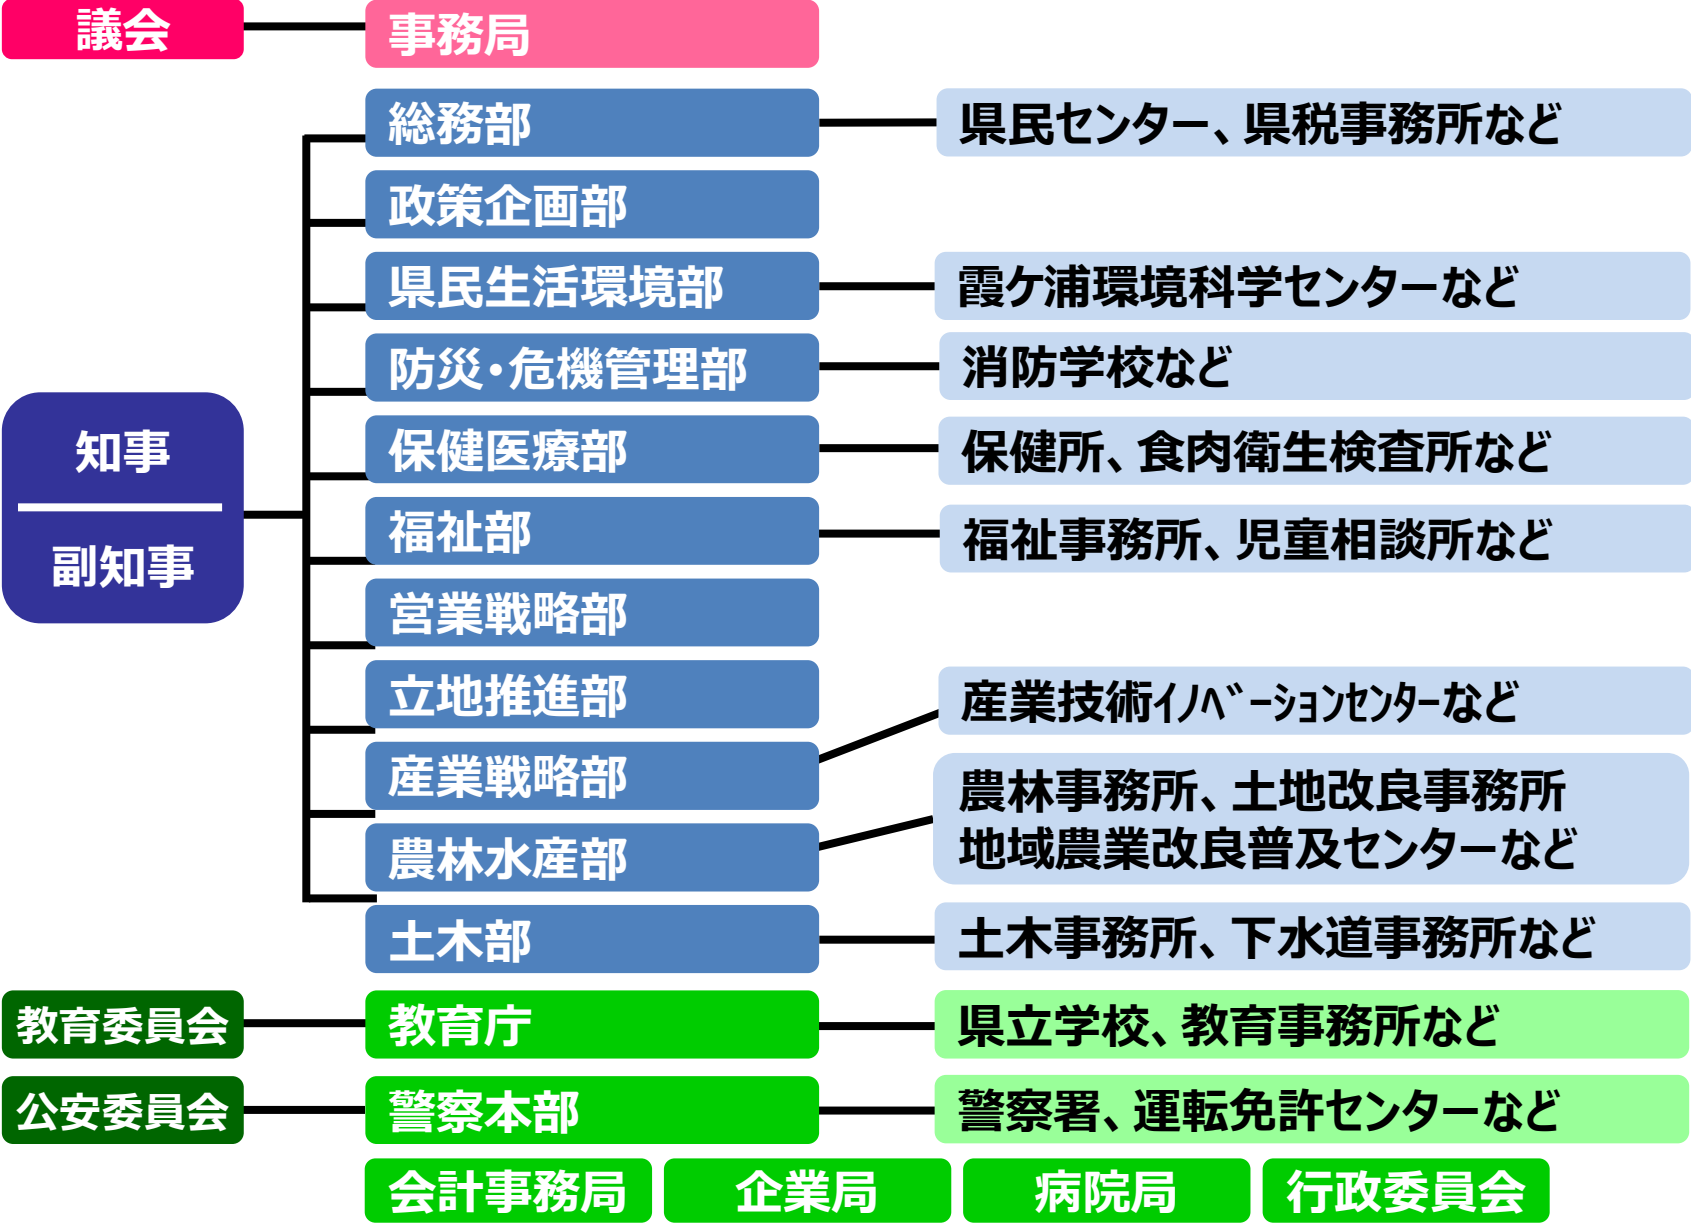 議会
事務局
総務部
県民センター、県税事務所など
政策企画部
県民生活環境部
霞ケ浦環境科学センターなど
防災・危機管理部
消防学校など
知事
副知事
保健医療部
保健所、食肉衛生検査所など
福祉部
福祉事務所、児童相談所など
営業戦略部
立地推進部
産業技術ｲﾉﾍﾞｰｼｮﾝｾﾝﾀｰなど
産業戦略部
農林水産部
農林事務所、土地改良事務所
地域農業改良普及センターなど
土木部
土木事務所、下水道事務所など
教育委員会
教育庁
県立学校、教育事務所など
公安委員会
警察本部
警察署、運転免許センターなど
会計事務局
企業局
病院局
行政委員会